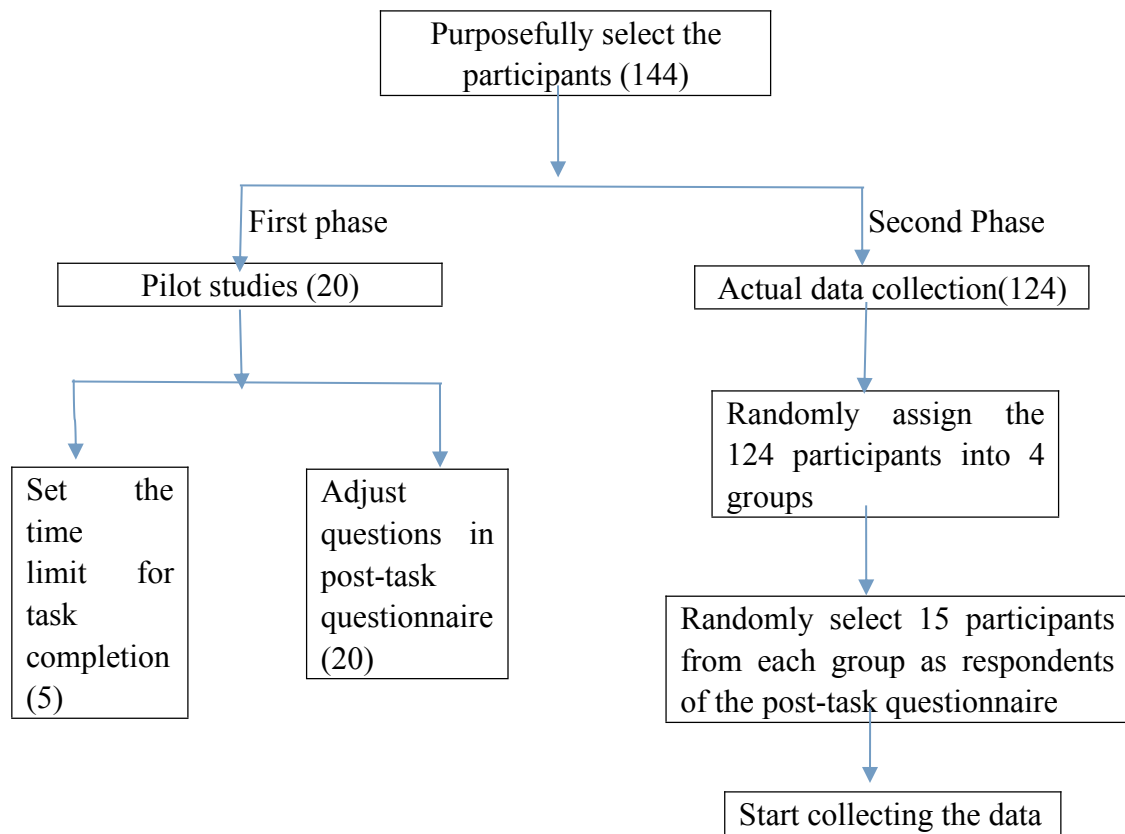 Purposefully select the
participants (144)
First phase
Second Phase
Pilot studies (20)
Actual data collection(124)
Set the
time
limit for
task
completion
(5)
Adjust
questions in
post-task
questionnaire
(20)
Randomly assign the
124 participants into 4
groups
Randomly select 15 participants
from each group as respondents
of the post-task questionnaire
Start collecting the data